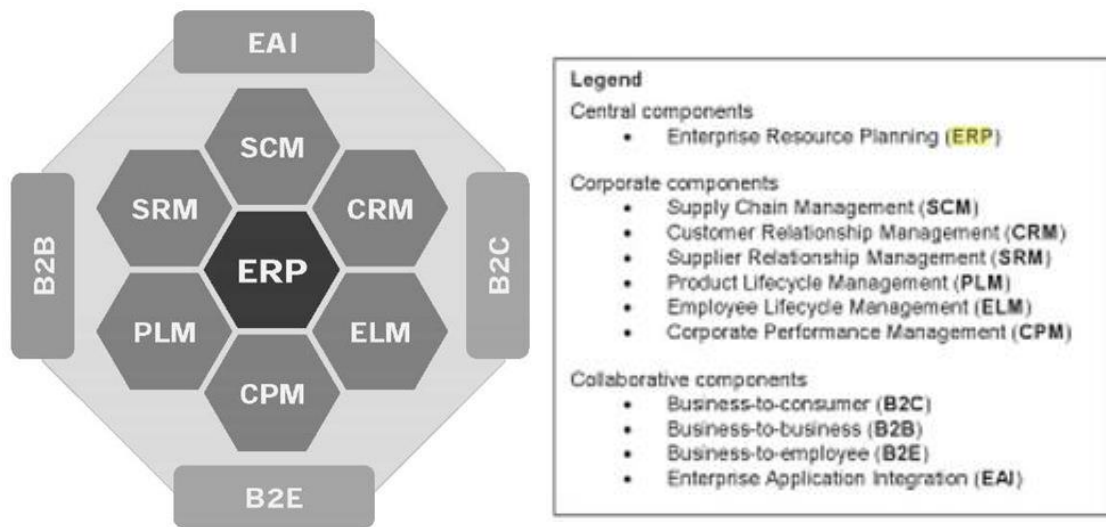 EAI
SCM
SRM
CRM
B2B
ERP
B2C
PLM
ELM
CPM
B2E
Legend
Central components
• Enterprise Resource Planning (ERP)
Corporate components
• Supply Chain Management (SCM)
• Customer Relationship Management (CRM)
• Supplier Relationship Management (SRM)
• Product Lifecycle Management (PLM)
• Employee Lifecycle Management (ELM)
• Corporate Performance Management (CPM)
Collaborative components
• Business-to-consumer (B2C)
• Business-to-business (B2B)
• Business-to-employee (B2E)
• Enterprise Application Integration (EAI)